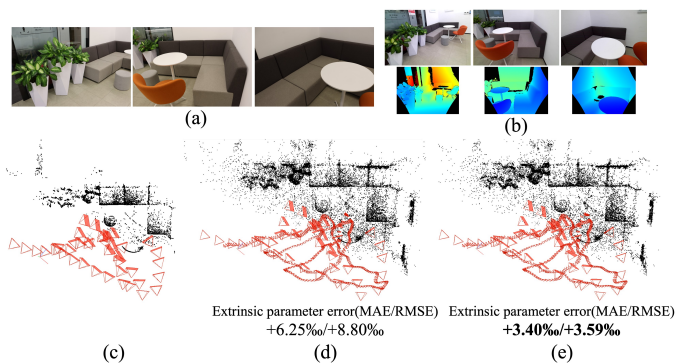 (a)
(b)
Extrinsic parameter error(MAE/RMSE)
+6.25‰/+8.80‰
Extrinsic parameter error(MAE/RMSE)
+3.40‰/+3.59‰
(c)
(d)
(e)